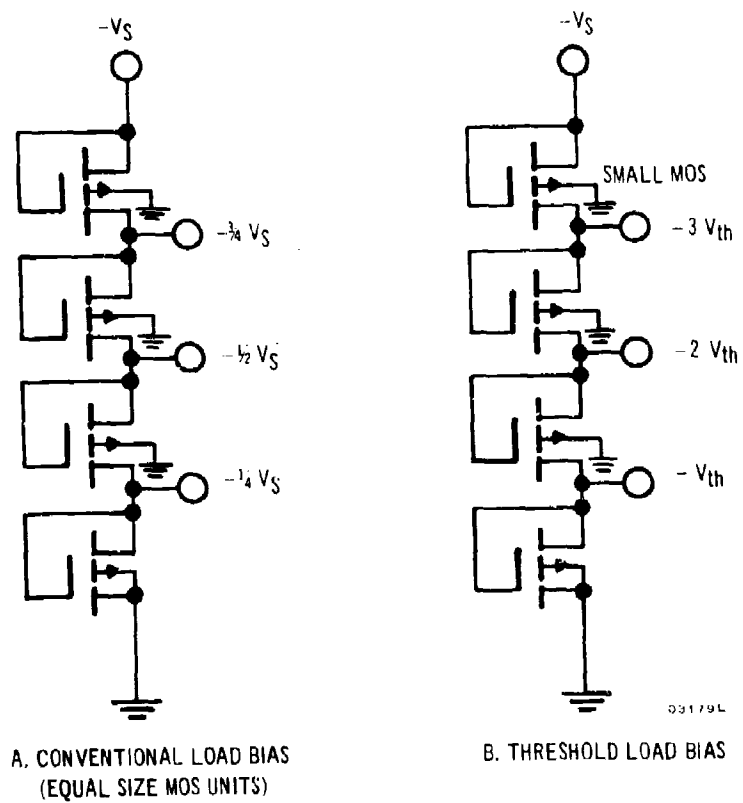 -VS
-¾ VS
-½ VS
-¼ VS
A. CONVENTIONAL LOAD BIAS
(EQUAL SIZE MOS UNITS)
-VS
SMALL MOS
-3 Vth
-2 Vth
-Vth
03179L
B. THRESHOLD LOAD BIAS